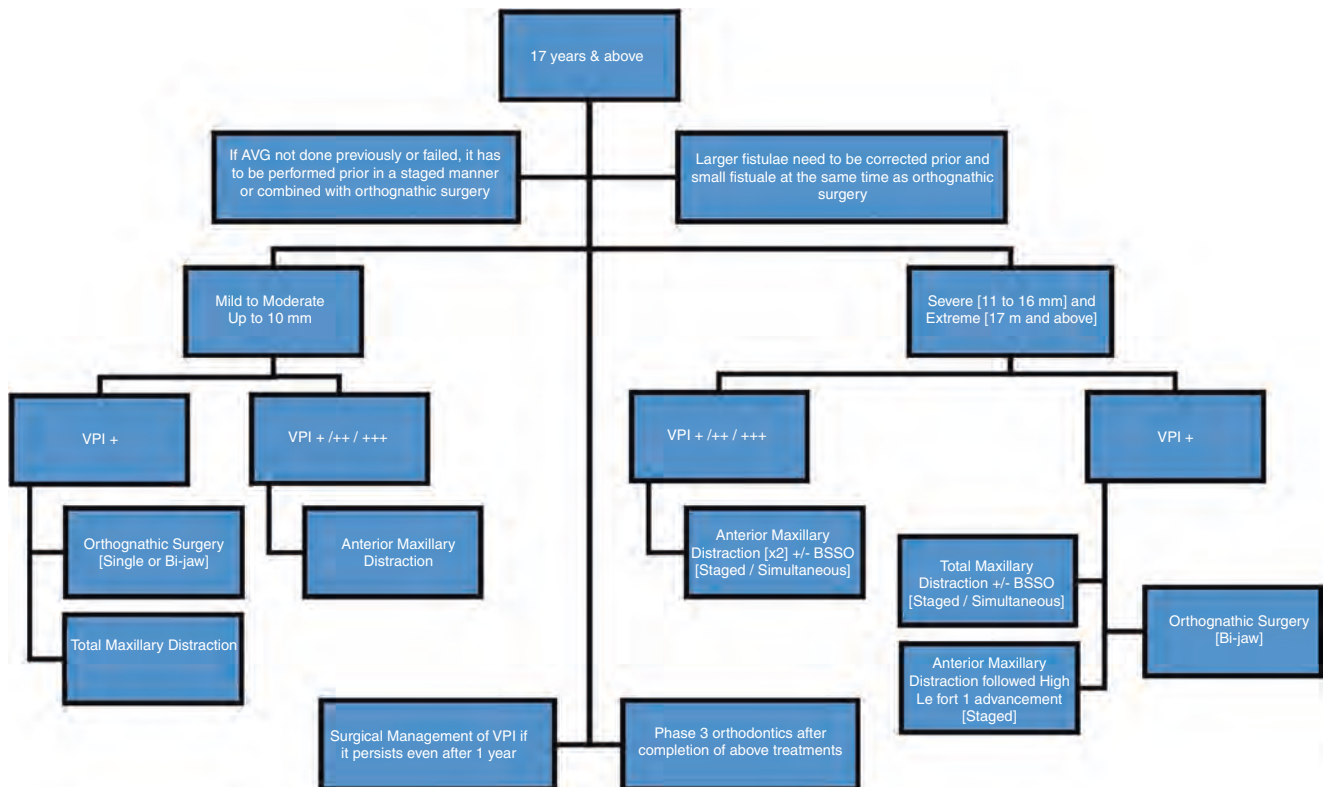 17 years & above
If AVG not done previously or failed, it has
to be performed prior in a staged manner
or combined with orthognathic surgery
Larger fistulae need to be corrected prior and
small fistuale at the same time as orthognathic
surgery
Mild to Moderate
Up to 10 mm
Severe [11 to 16 mm] and
Extreme [17 m and above]
VPI +
VPI + /++ / +++
VPI + /++ / +++
VPI +
Orthognathic Surgery
[Single or Bi-jaw]
Total Maxillary Distraction
Anterior Maxillary
Distraction
Anterior Maxillary
Distraction [x2] +/- BSSO
[Staged / Simultaneous]
Total Maxillary
Distraction +/- BSSO
[Staged / Simultaneous]
Anterior Maxillary
Distraction followed High
Le fort 1 advancement
[Staged]
Orthognathic Surgery
[Bi-jaw]
Surgical Management of VPI if
it persists even after 1 year
Phase 3 orthodontics after
completion of above treatments